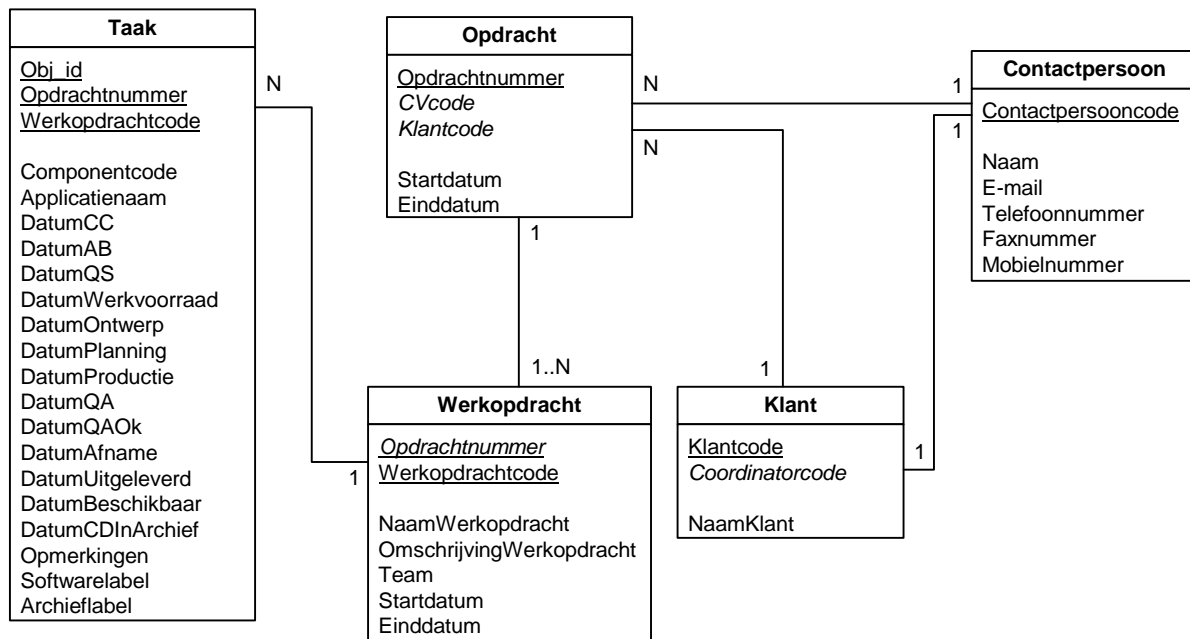 Taak
Obj_id
Opdrachtnummer
Werkopdrachtcode
Componentcode
Applicatienaam
DatumCC
DatumAB
DatumQS
DatumWerkvoorraad
DatumOntwerp
DatumPlanning
DatumProductie
DatumQA
DatumQAOk
DatumAfname
DatumUitgeleverd
DatumBeschikbaar
DatumCDInArchief
Opmerkingen
Softwarelabel
Archieflabel
N
1
Opdracht
Opdrachtnummer
CVcode
Klantcode
Startdatum
Einddatum
N
N
1
1..N
1
1
Contactpersoon
Contactpersooncode
Naam
E-mail
Telefoonnummer
Faxnummer
Mobielnummer
Werkopdracht
Opdrachtnummer
Werkopdrachtcode
NaamWerkopdracht
OmschrijvingWerkopdracht
Team
Startdatum
Einddatum
1
Klant
Klantcode
Coordinatorcode
NaamKlant
1